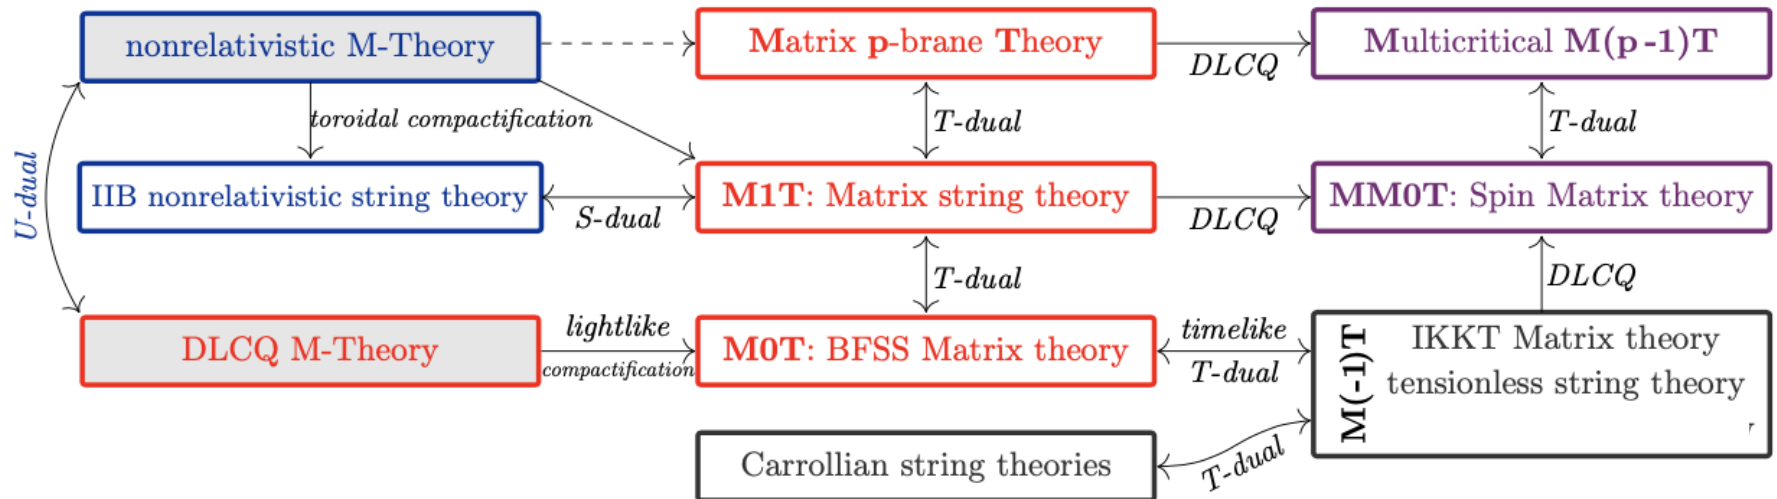 nonrelativistic M-Theory
Matrix p-brane Theory
DLCQ
Multicritical M(p-1)T
toroidal compactification
T-dual
T-dual
U-dual
IIB nonrelativistic string theory
S-dual
M1T: Matrix string theory
DLCQ
MM0T: Spin Matrix theory
T-dual
DLCQ
DLCQ M-Theory
lightlike
compactification
M0T: BFSS Matrix theory
timelike
T-dual
M(-1)T
IKKT Matrix theory
tensionless string theory
Carrollian string theories
T-dual